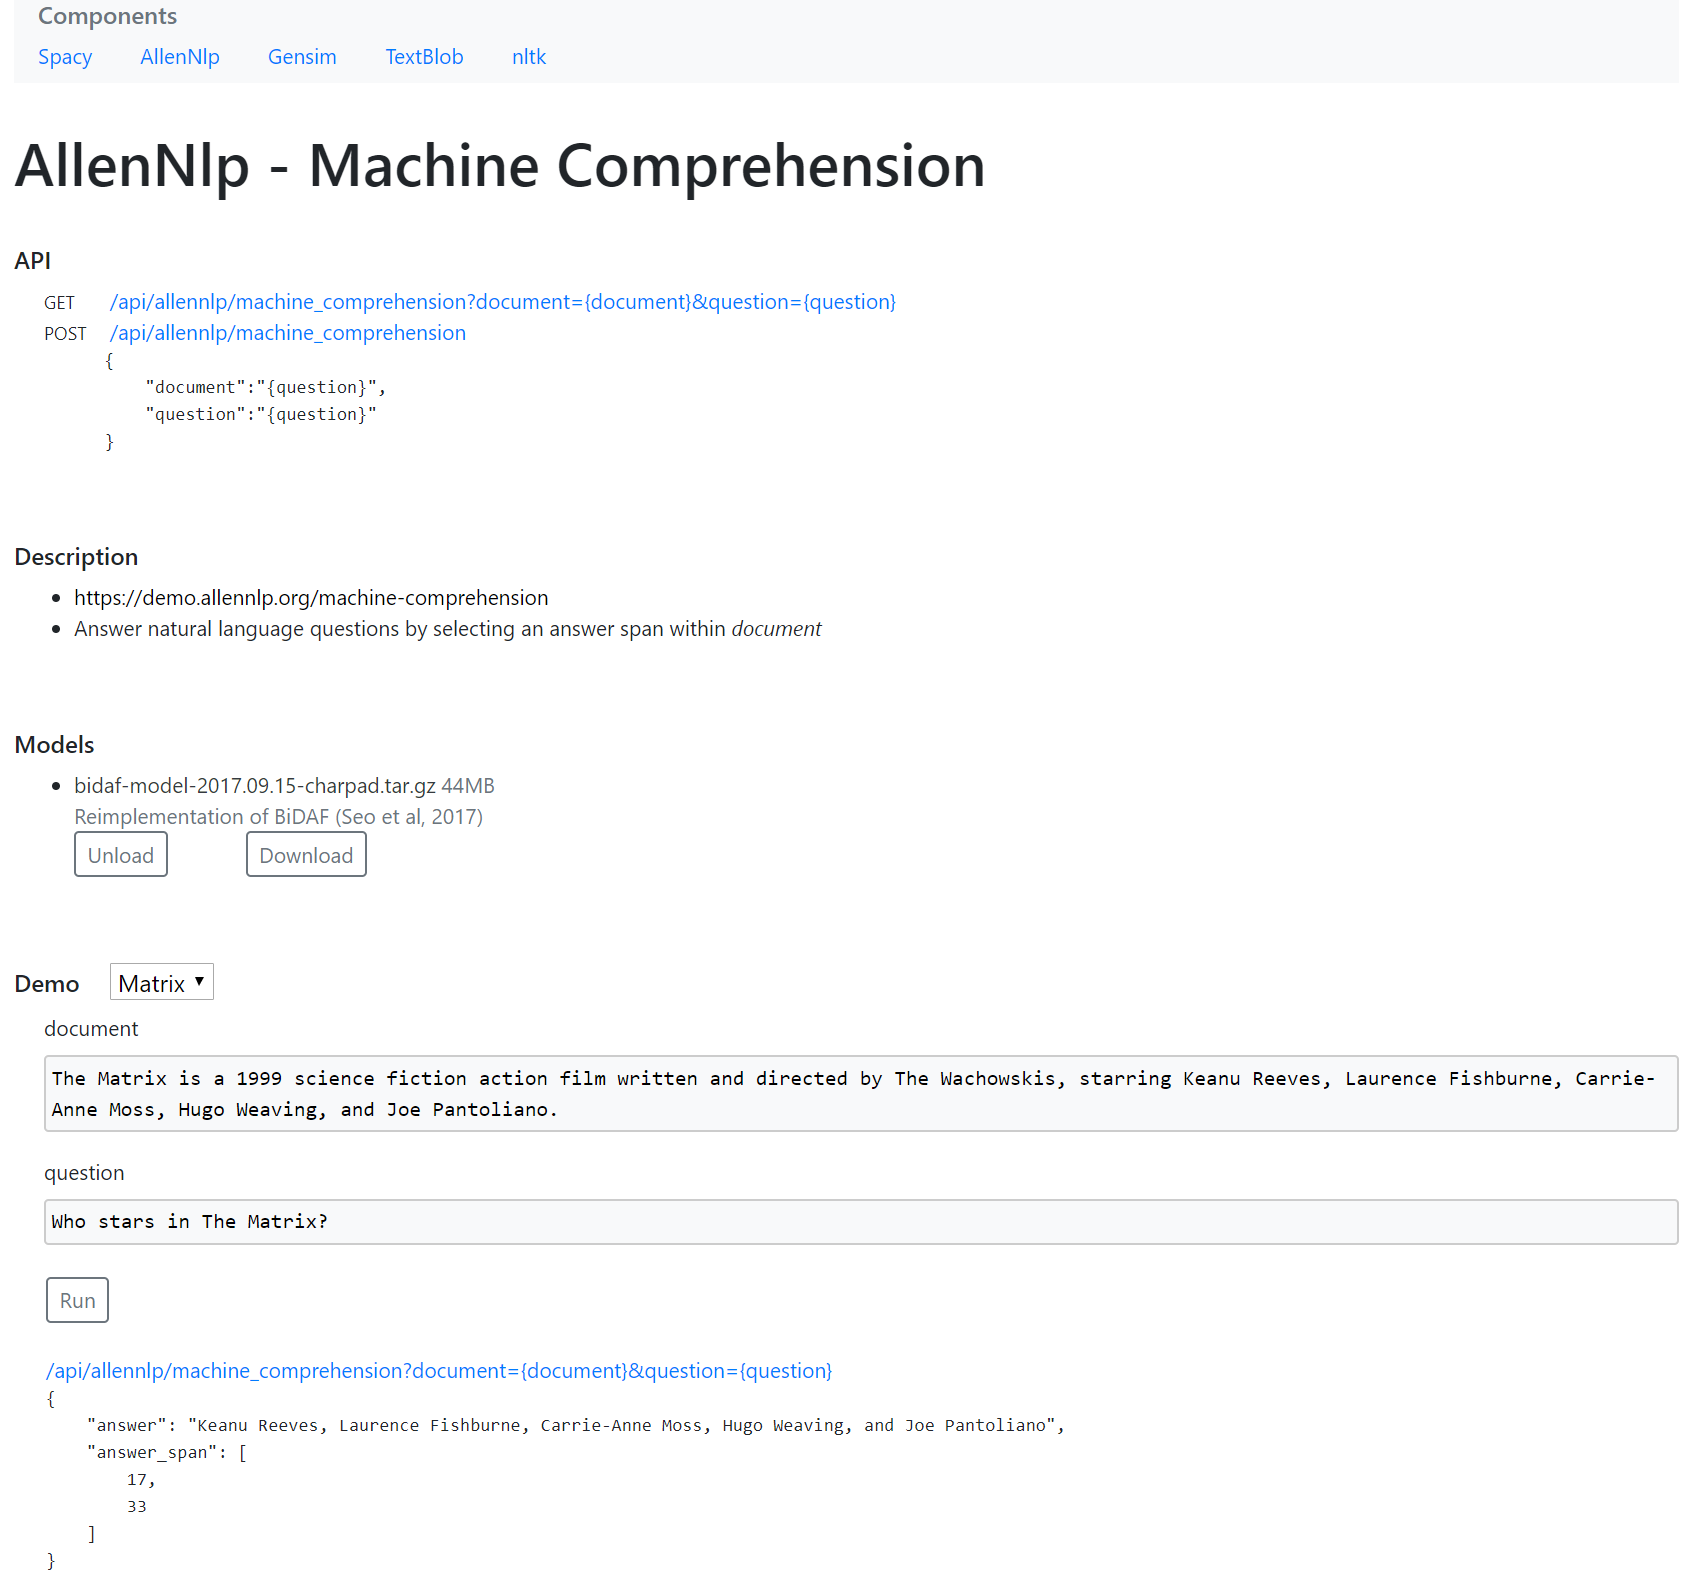 Components
Spacy AllenNlp Gensim TextBlob nltk
AllenNlp - Machine Comprehension
API
GET /api/allennlp/machine_comprehension?document={document}&question={question}
POST /api/allennlp/machine_comprehension
{
"document":"{question}",
"question":"{question}"
}
Description
https://demo.allennlp.org/machine-comprehension
Answer natural language questions by selecting an answer span within document
Models
bidaf-model-2017.09.15-charpad.tar.gz 44MB
Reimplementation of BiDAF (Seo et al, 2017)
Unload Download
Demo Matrix
document
The Matrix is a 1999 science fiction action film written and directed by The Wachowskis, starring Keanu Reeves, Laurence Fishburne, Carrie-
Anne Moss, Hugo Weaving, and Joe Pantoliano.
question
Who stars in The Matrix?
Run
/api/allennlp/machine_comprehension?document={document}&question={question}
{
"answer": "Keanu Reeves, Laurence Fishburne, Carrie-Anne Moss, Hugo Weaving, and Joe Pantoliano",
"answer_span": [
17,
33
]
}